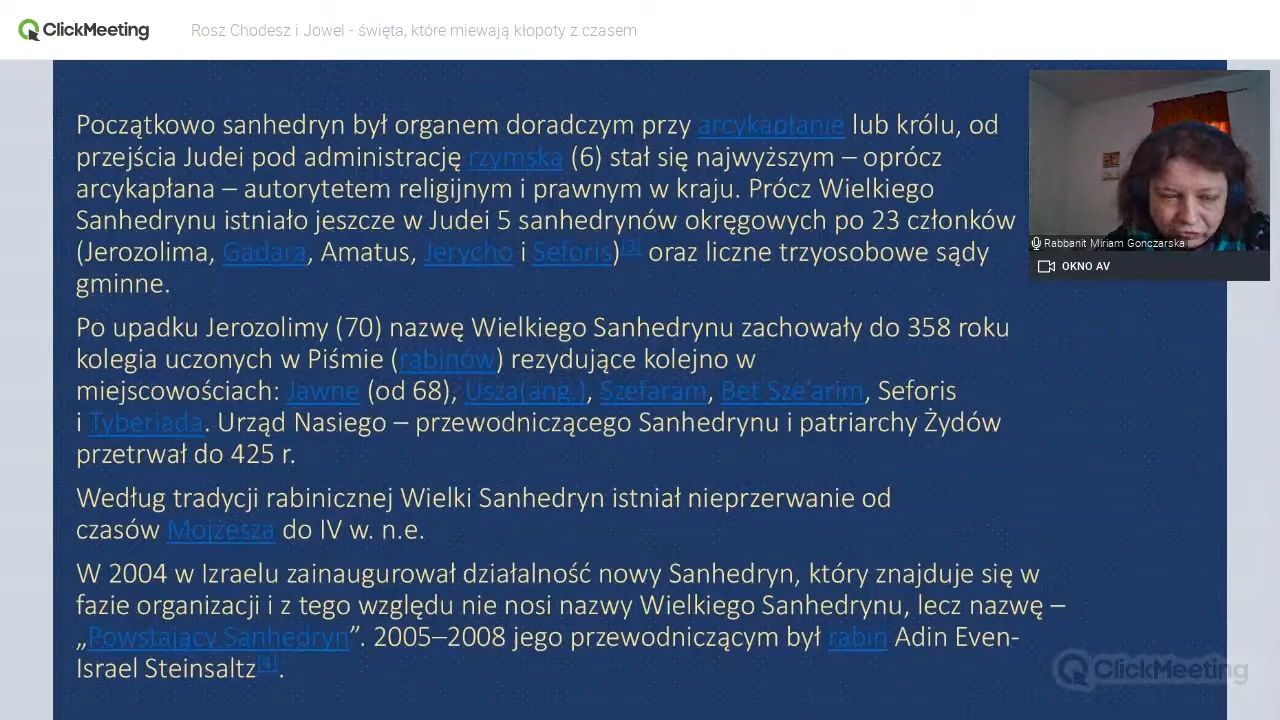 ClickMeeting
Rosz Chodesz i Jowel - święta, które miewają kłopoty z czasem
Początkowo sanhedryn był organem doradczym przy arcykapłanie lub królu, od
przejścia Judei pod administrację rzymską (6) stał się najwyższym – oprócz
arcykapłana – autorytetem religijnym i prawnym w kraju. Prócz Wielkiego
Sanhedrynu istniało jeszcze w Judei 5 sanhedrynów okręgowych po 23 członków
(Jerozolima, Gadara, Amatus, Jerycho i Seforis)[3] oraz liczne trzyosobowe sądy
gminne.
Po upadku Jerozolimy (70) nazwę Wielkiego Sanhedrynu zachowały do 358 roku
kolegia uczonych w Piśmie (rabinów) rezydujące kolejno w
miejscowościach: Jawne (od 68), Usza(ang.), Szefaram, Bet Sze'arim, Seforis
i Tyberiada. Urząd Nasiego – przewodniczącego Sanhedrynu i patriarchy Żydów
przetrwał do 425 r.
Według tradycji rabinicznej Wielki Sanhedryn istniał nieprzerwanie od
czasów Mojżesza do IV w. n.e.
W 2004 w Izraelu zainaugurował działalność nowy Sanhedryn, który znajduje się w
fazie organizacji i z tego względu nie nosi nazwy Wielkiego Sanhedrynu, lecz nazwę –
„Powstający Sanhedryn”. 2005–2008 jego przewodniczącym był rabin Adin Even-
Israel Steinsaltz[4].
Rabbanit Miriam Gonczarska
OKNO AV
ClickMeeting